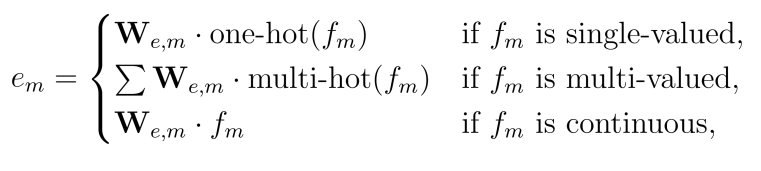 W_{e,m} · one-hot(f_m) if f_m is single-valued,
e_m = { ∑ W_{e,m} · multi-hot(f_m) if f_m is multi-valued,
W_{e,m} · f_m if f_m is continuous,